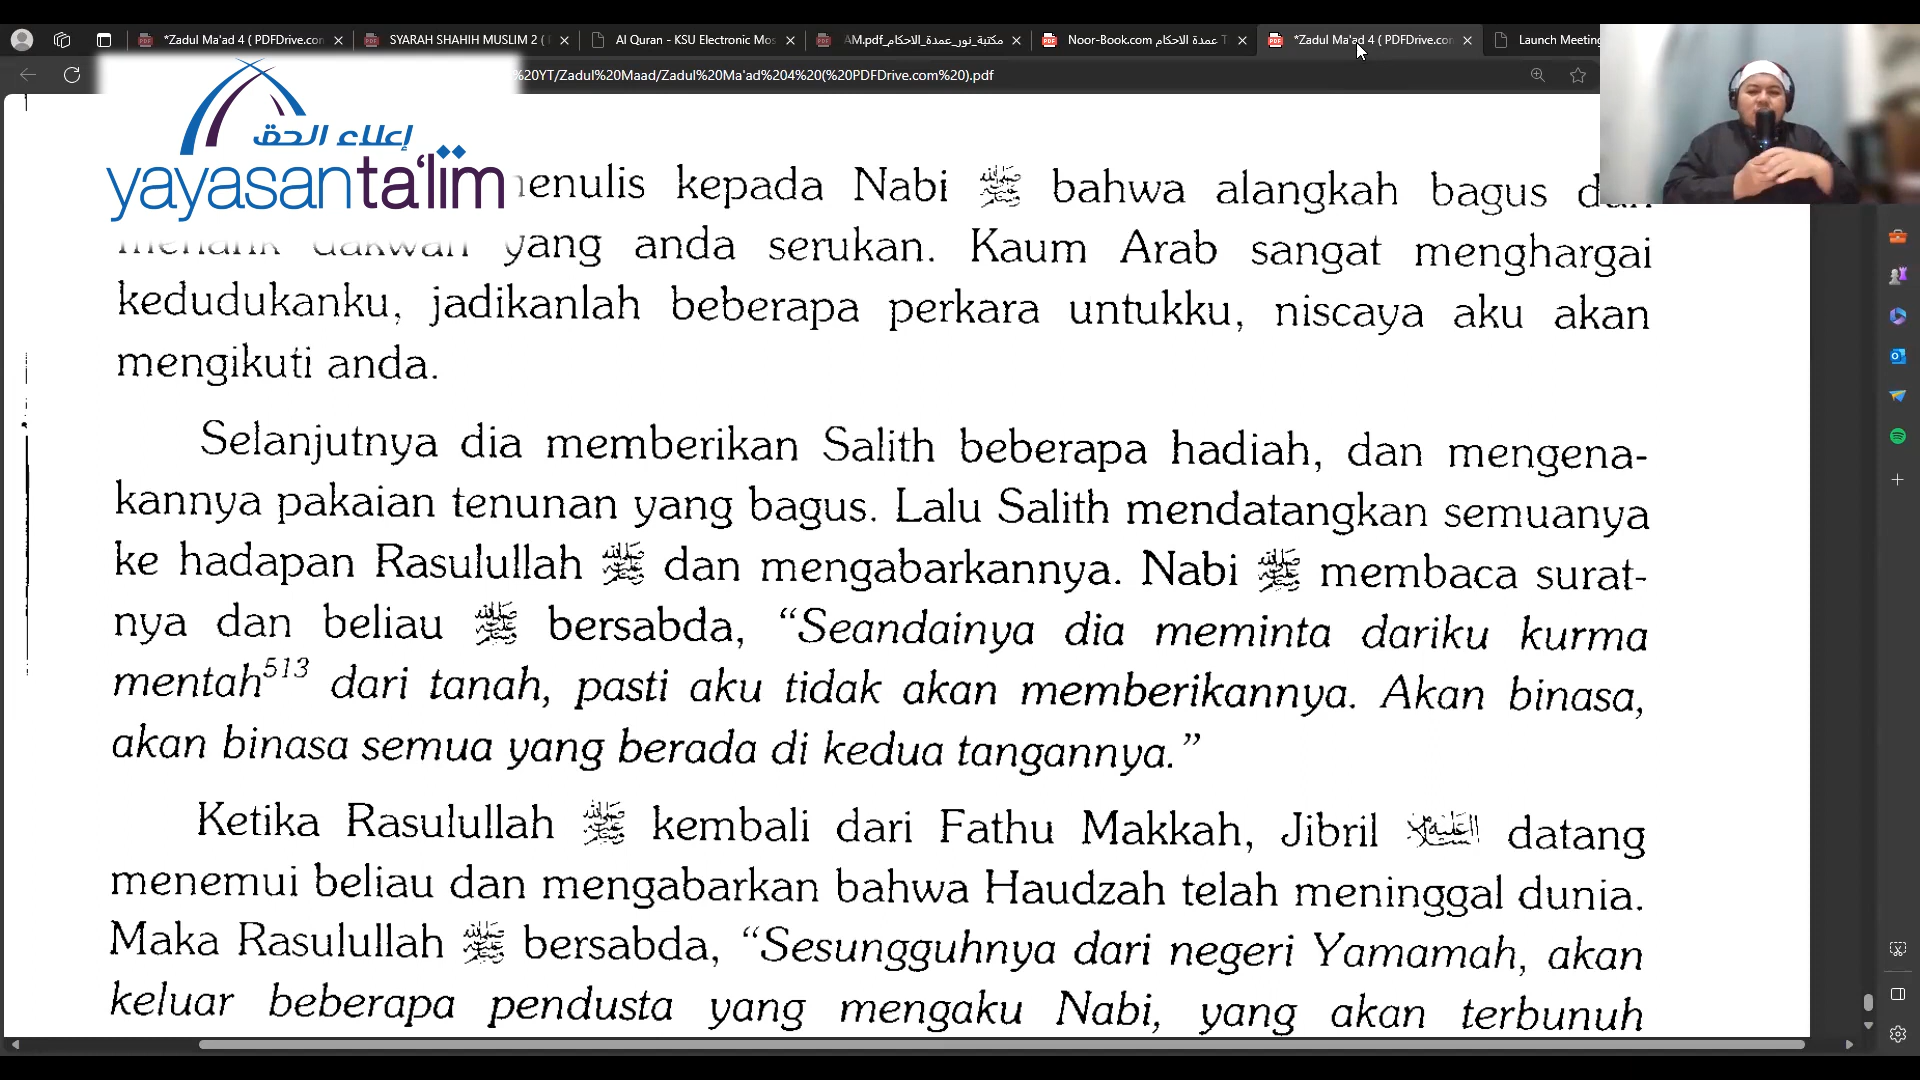 *Zadul Ma'ad 4 ( PDFDrive.com
SYARAH SHAHIH MUSLIM 2 (
Al Quran - KSU Electronic Mos
مكتبة_نور_عمدة_الاحكام_AM.pdf
Noor-Book.com عمدة الاحكام T
*Zadul Ma'ad 4 ( PDFDrive.com
Launch Meeting
%20YT/Zadul%20Maad/Zadul%20Ma'ad%204%20(%20PDFDrive.com%20).pdf
إعلاء الحق
yayasanta'lim
menulis kepada Nabi ﷺ bahwa alangkah bagus dan
menarik dakwah yang anda serukan. Kaum Arab sangat menghargai
kedudukanku, jadikanlah beberapa perkara untukku, niscaya aku akan
mengikuti anda.
Selanjutnya dia memberikan Salith beberapa hadiah, dan mengena-
kannya pakaian tenunan yang bagus. Lalu Salith mendatangkan semuanya
ke hadapan Rasulullah ﷺ dan mengabarkannya. Nabi ﷺ membaca surat-
nya dan beliau ﷺ bersabda, “Seandainya dia meminta dariku kurma
mentah513 dari tanah, pasti aku tidak akan memberikannya. Akan binasa,
akan binasa semua yang berada di kedua tangannya.”
Ketika Rasulullah ﷺ kembali dari Fathu Makkah, Jibril عليه السلام datang
menemui beliau dan mengabarkan bahwa Haudzah telah meninggal dunia.
Maka Rasulullah ﷺ bersabda, “Sesungguhnya dari negeri Yamamah, akan
keluar beberapa pendusta yang mengaku Nabi, yang akan terbunuh